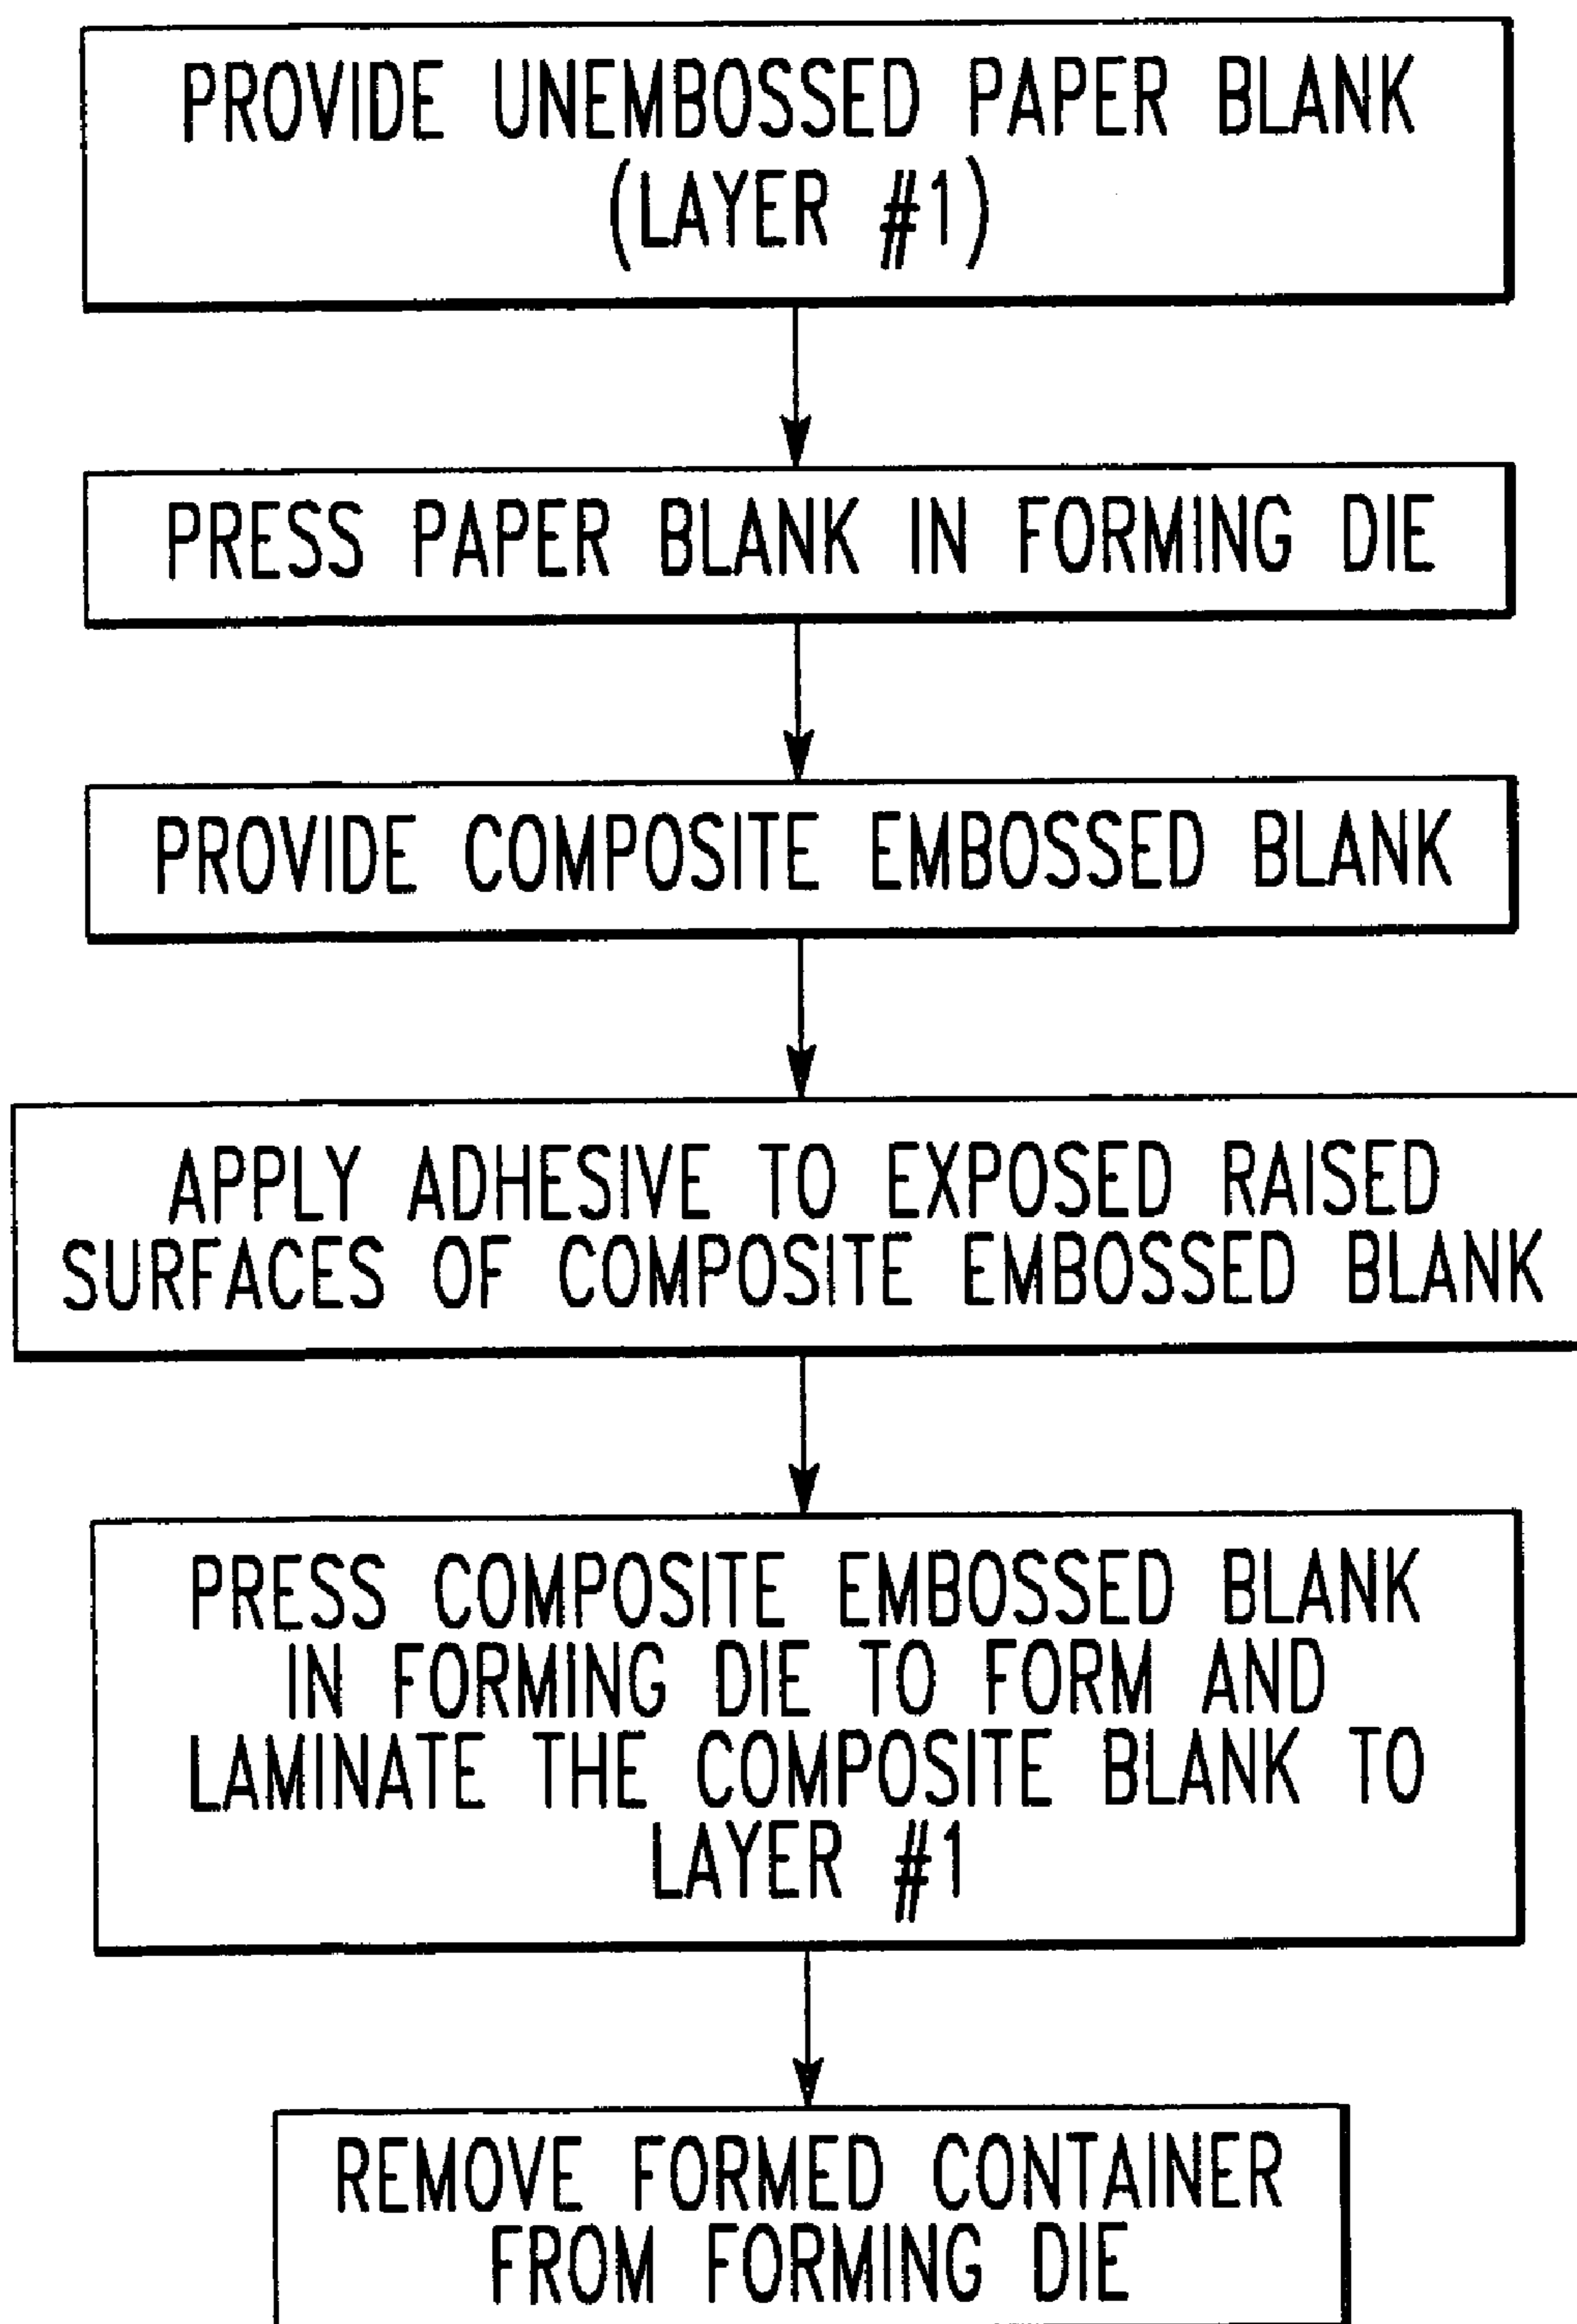 PROVIDE UNEMBOSSED PAPER BLANK
(LAYER #1)
PRESS PAPER BLANK IN FORMING DIE
PROVIDE COMPOSITE EMBOSSED BLANK
APPLY ADHESIVE TO EXPOSED RAISED
SURFACES OF COMPOSITE EMBOSSED BLANK
PRESS COMPOSITE EMBOSSED BLANK
IN FORMING DIE TO FORM AND
LAMINATE THE COMPOSITE BLANK TO
LAYER #1
REMOVE FORMED CONTAINER
FROM FORMING DIE